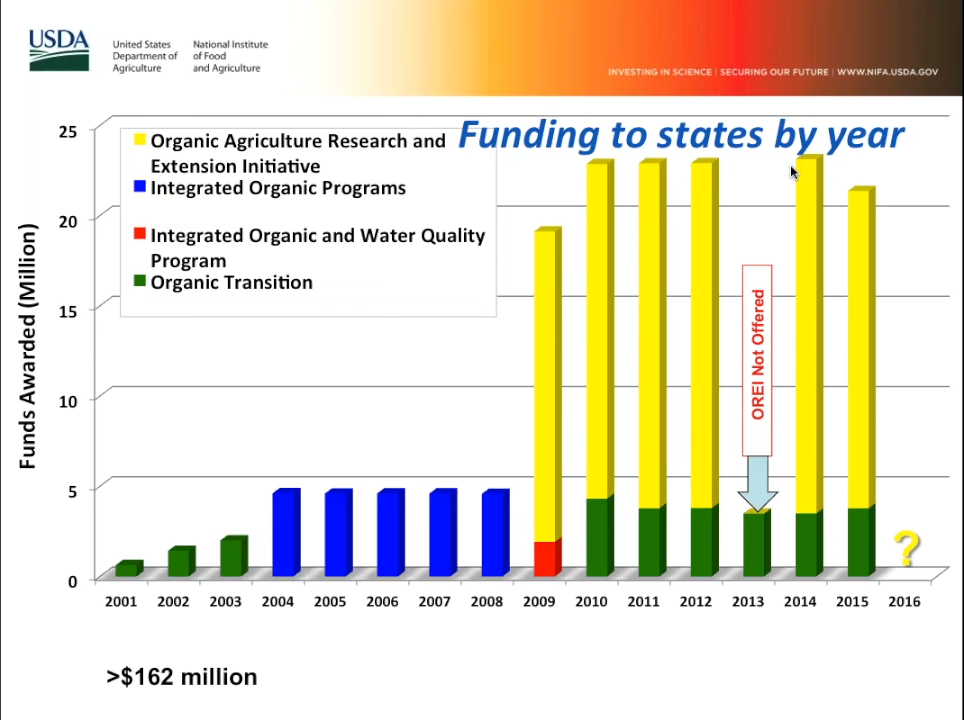 USDA
United States
Department of
Agriculture
National Institute
of Food
and Agriculture
INVESTING IN SCIENCE | SECURING OUR FUTURE | WWW.NIFA.USDA.GOV
Funding to states by year
Organic Agriculture Research and
Extension Initiative
Integrated Organic Programs
Integrated Organic and Water Quality
Program
Organic Transition
Funds Awarded (Million)
25
20
15
10
5
0
OREI Not Offered
?
2001 2002 2003 2004 2005 2006 2007 2008 2009 2010 2011 2012 2013 2014 2015 2016
>$162 million